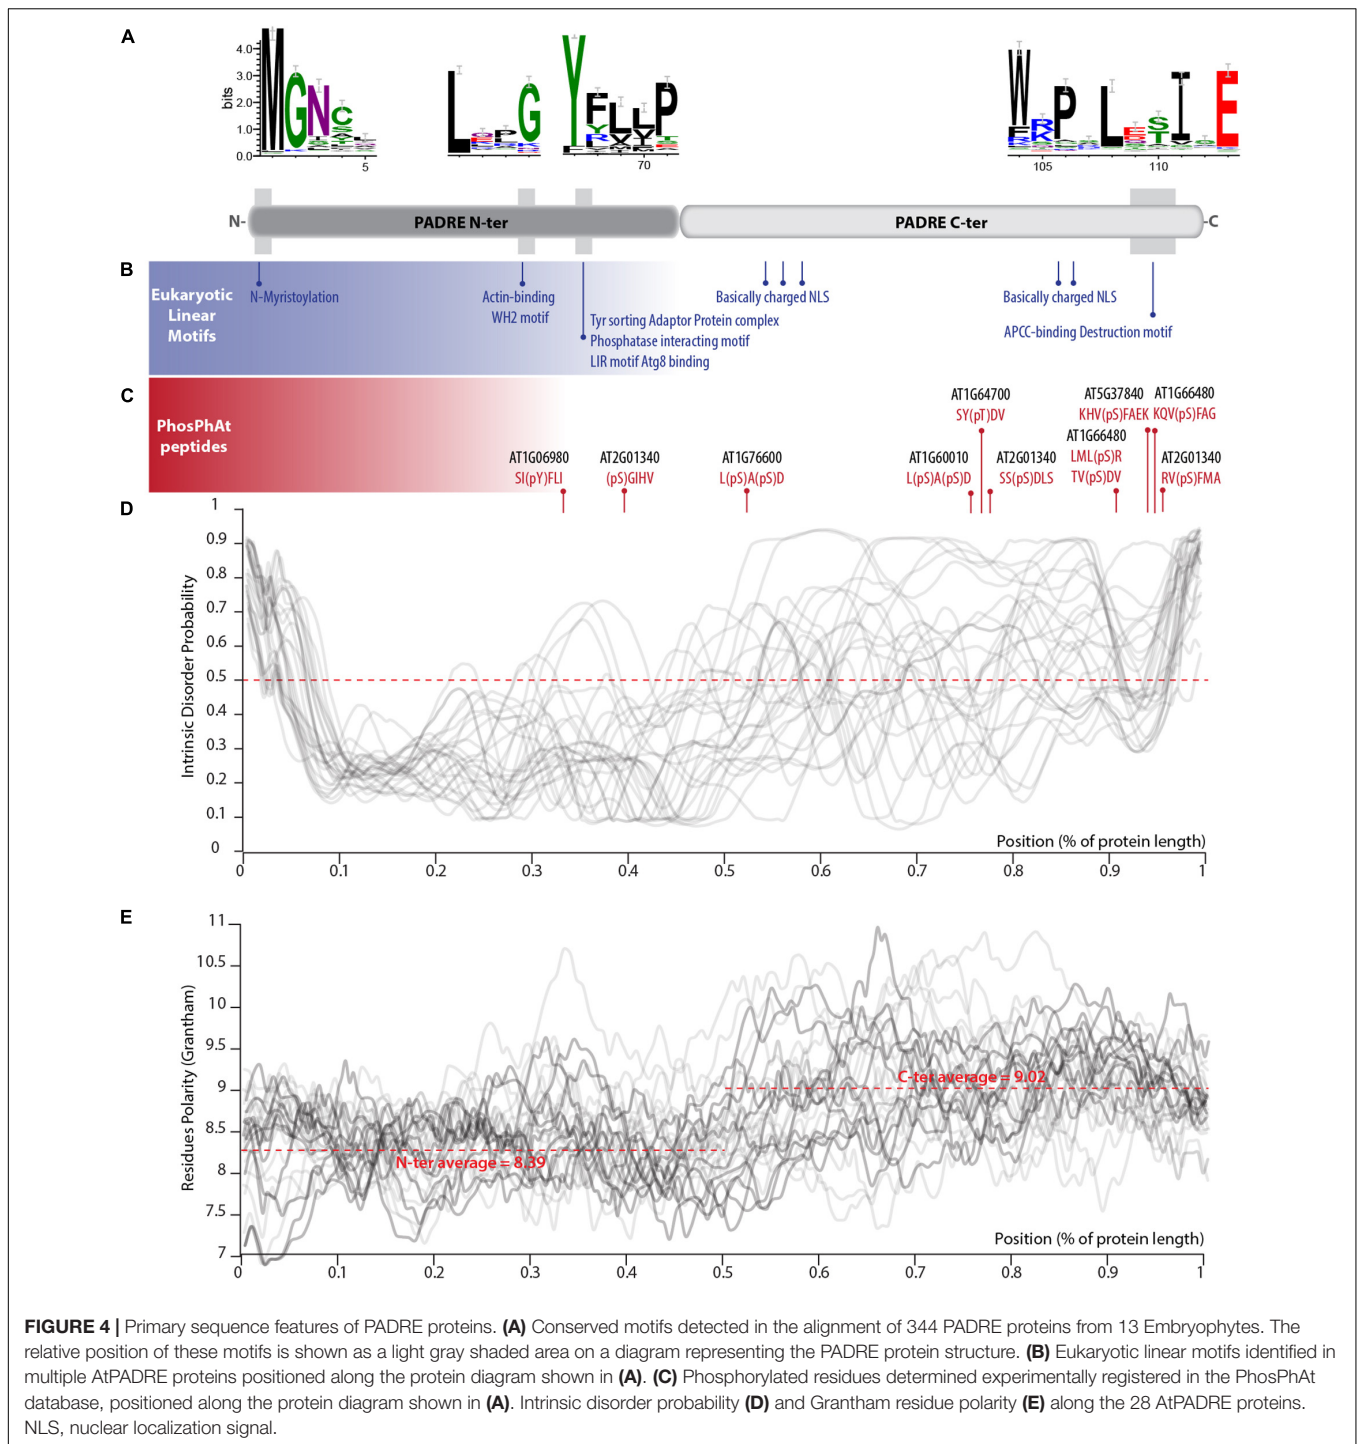 A
bits
4.0
3.0
2.0
1.0
0.0
MGNC
L G
YFLLP
W P L I E
5
70
105
110
N-
PADRE N-ter
PADRE C-ter
-C
B
Eukaryotic
Linear
Motifs
N-Myristoylation
Actin-binding
WH2 motif
Tyr sorting Adaptor Protein complex
Phosphatase interacting motif
LIR motif Atg8 binding
Basically charged NLS
Basically charged NLS
APCC-binding Destruction motif
C
PhosPhAt
peptides
AT1G06980
SI(pY)FLI
AT2G01340
(pS)GIHV
AT1G76600
L(pS)A(pS)D
AT1G64700
SY(pT)DV
AT1G60010
L(pS)A(pS)D
AT2G01340
SS(pS)DLS
AT5G37840
KHV(pS)FAEK
AT1G66480
KQV(pS)FAG
AT1G66480
LML(pS)R
TV(pS)DV
AT2G01340
RV(pS)FMA
D
Intrinsic Disorder Probability
1
0.9
0.8
0.7
0.6
0.5
0.4
0.3
0.2
0.1
0
Position (% of protein length)
0 0.1 0.2 0.3 0.4 0.5 0.6 0.7 0.8 0.9 1
E
Residues Polarity (Grantham)
11
10.5
10
9.5
9
8.5
8
7.5
7
C-ter average = 9.02
N-ter average = 8.39
Position (% of protein length)
0 0.1 0.2 0.3 0.4 0.5 0.6 0.7 0.8 0.9 1
FIGURE 4 | Primary sequence features of PADRE proteins. (A) Conserved motifs detected in the alignment of 344 PADRE proteins from 13 Embryophytes. The
relative position of these motifs is shown as a light gray shaded area on a diagram representing the PADRE protein structure. (B) Eukaryotic linear motifs identified in
multiple AtPADRE proteins positioned along the protein diagram shown in (A). (C) Phosphorylated residues determined experimentally registered in the PhosPhAt
database, positioned along the protein diagram shown in (A). Intrinsic disorder probability (D) and Grantham residue polarity (E) along the 28 AtPADRE proteins.
NLS, nuclear localization signal.